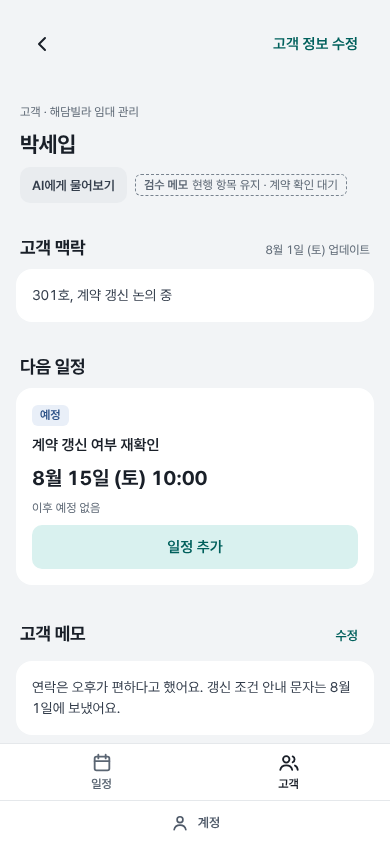 고객 정보 수정
고객 · 해담빌라 임대 관리
박세입
AI에게 물어보기
검수 메모 현행 항목 유지 · 계약 확인 대기
고객 맥락
8월 1일 (토) 업데이트
301호, 계약 갱신 논의 중
다음 일정
예정
계약 갱신 여부 재확인
8월 15일 (토) 10:00
이후 예정 없음
일정 추가
고객 메모
수정
연락은 오후가 편하다고 했어요. 갱신 조건 안내 문자는 8월
1일에 보냈어요.
일정
고객
계정